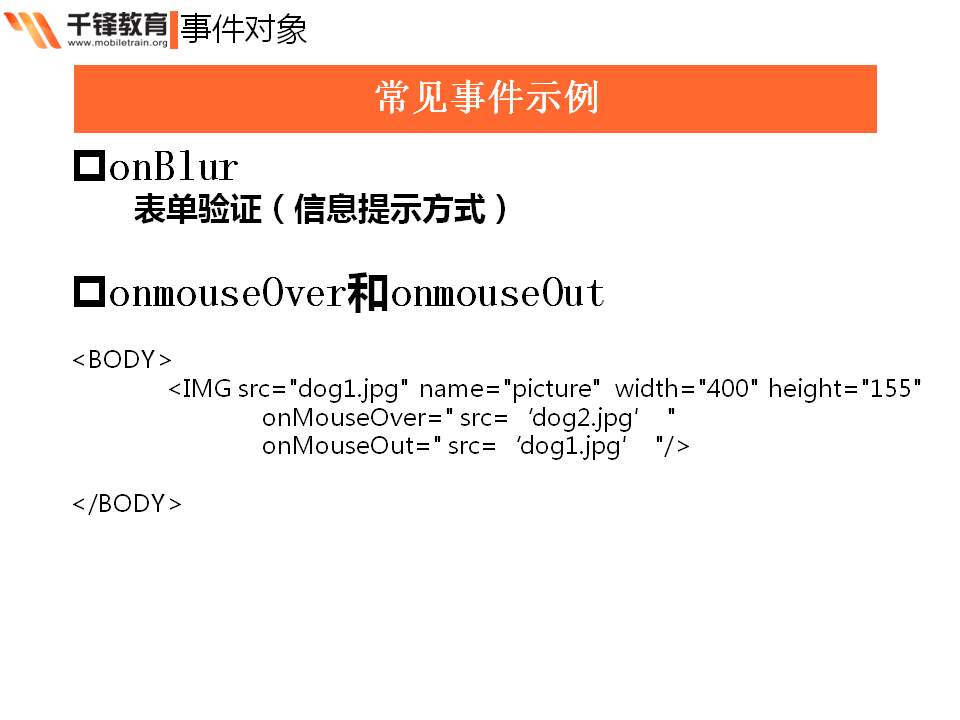 千锋教育
www.mobiletrain.org
事件对象
常见事件示例
onBlur
表单验证（信息提示方式）
onmouseOver和onmouseOut
<BODY>
<IMG src="dog1.jpg" name="picture" width="400" height="155"
onMouseOver=" src= ‘dog2.jpg’ "
onMouseOut=" src= ‘dog1.jpg’ "/>
</BODY>